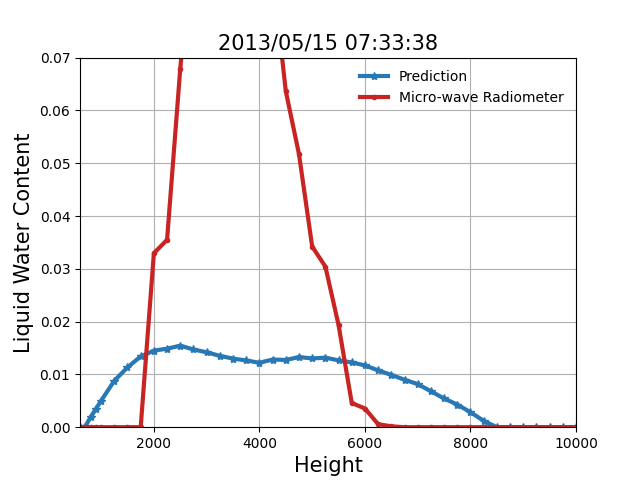 2013/05/15 07:33:38
Prediction
Micro-wave Radiometer
Liquid Water Content
0.07
0.06
0.05
0.04
0.03
0.02
0.01
0.00
2000 4000 6000 8000 10000
Height